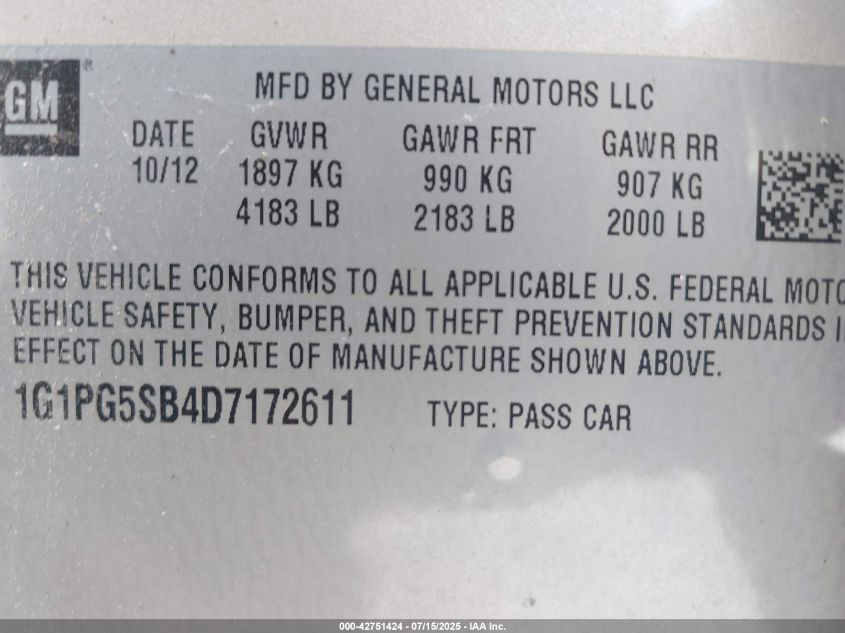 GM®
MFD BY GENERAL MOTORS LLC
DATE GVWR GAWR FRT GAWR RR
10/12 1897 KG 990 KG 907 KG
4183 LB 2183 LB 2000 LB
THIS VEHICLE CONFORMS TO ALL APPLICABLE U.S. FEDERAL MOTO
VEHICLE SAFETY, BUMPER, AND THEFT PREVENTION STANDARDS I
EFFECT ON THE DATE OF MANUFACTURE SHOWN ABOVE.
1G1PG5SB4D7172611 TYPE: PASS CAR
000-42751424 - 07/15/2025 - IAA Inc.